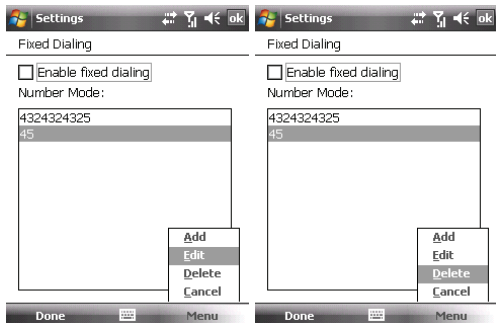 Settings ok
Fixed Dialing
Enable fixed dialing
Number Mode:
4324324325
45
Add
Edit
Delete
Cancel
Done Menu
Settings ok
Fixed Dialing
Enable fixed dialing
Number Mode:
4324324325
45
Add
Edit
Delete
Cancel
Done Menu